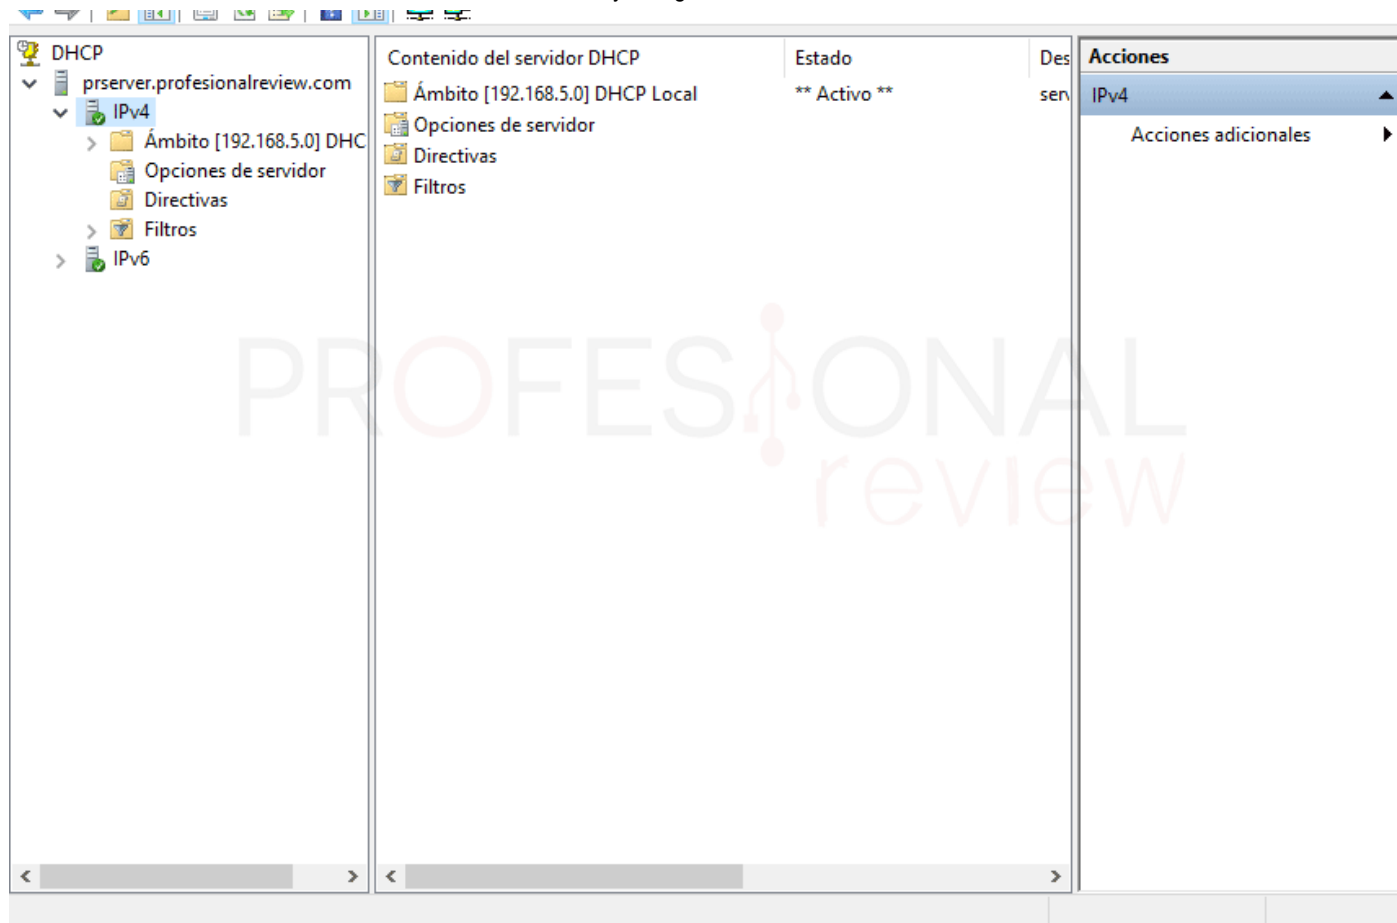 DHCP
prserver.profesionalreview.com
IPv4
Ámbito [192.168.5.0] DHC
Opciones de servidor
Directivas
Filtros
IPv6
Contenido del servidor DHCP Estado Des
Ámbito [192.168.5.0] DHCP Local ** Activo ** serv
Opciones de servidor
Directivas
Filtros
Acciones
IPv4
Acciones adicionales
PROFESIONAL
review